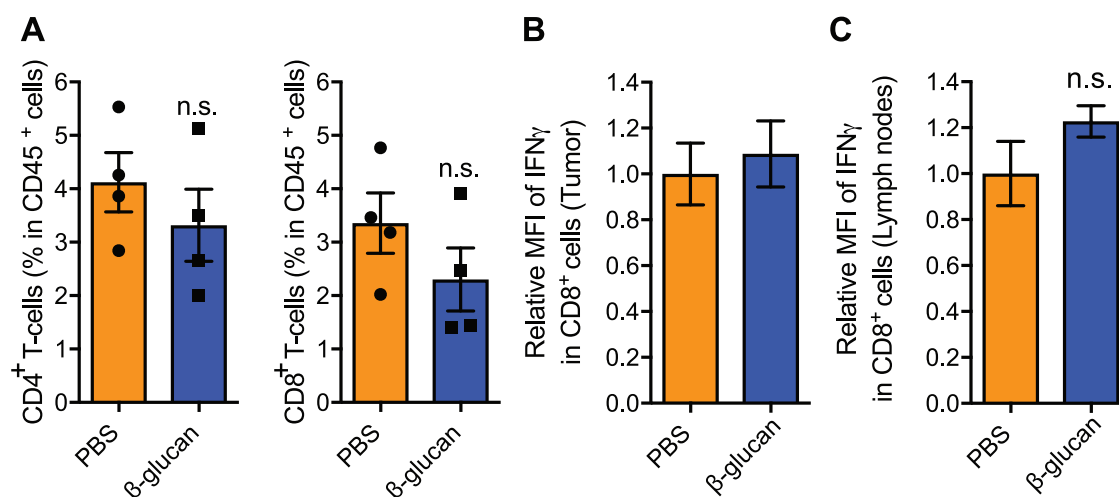 A
CD4+ T-cells (% in CD45 + cells)
6
5
4
3
2
1
0
n.s.
PBS
β-glucan
CD8+ T-cells (% in CD45 + cells)
6
5
4
3
2
1
0
n.s.
PBS
β-glucan
B
Relative MFI of IFNγ
in CD8+ cells (Tumor)
1.4
1.2
1.0
0.8
0.6
0.4
0.2
0.0
PBS
β-glucan
C
Relative MFI of IFNγ
in CD8+ cells (Lymph nodes)
1.4
1.2
1.0
0.8
0.6
0.4
0.2
0.0
n.s.
PBS
β-glucan